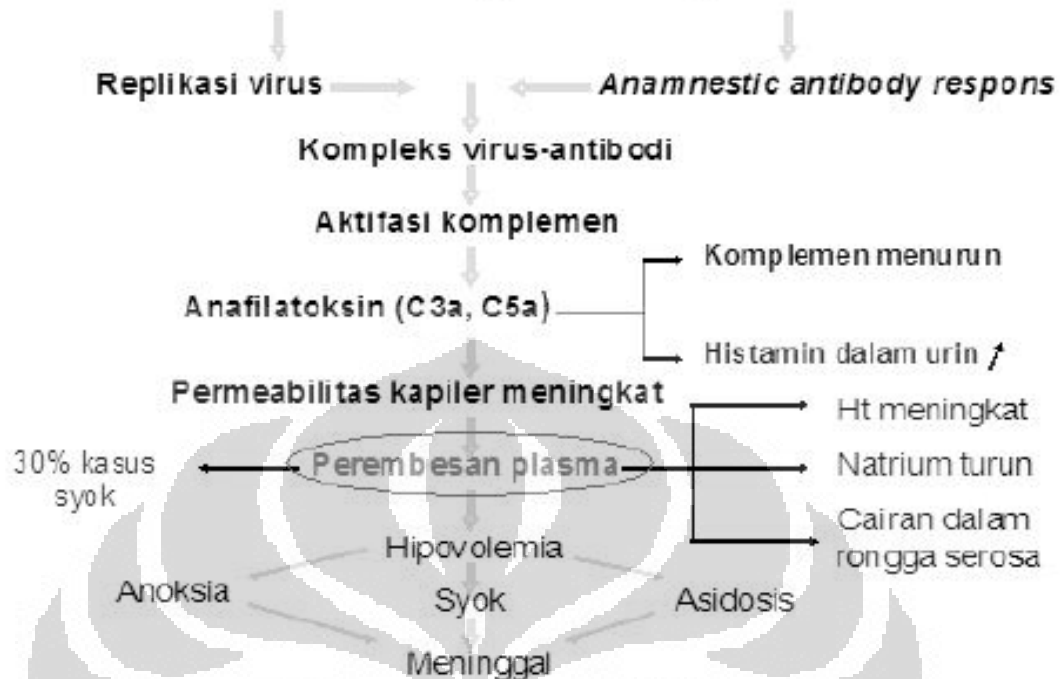 Replikasi virus
Anamnestic antibody respons
Kompleks virus-antibodi
Aktifasi komplemen
Komplemen menurun
Anafilatoksin (C3a, C5a)
Histamin dalam urin
Permeabilitas kapiler meningkat
Ht meningkat
30% kasus
syok
Perembesan plasma
Natrium turun
Cairan dalam
rongga serosa
Hipovolemia
Anoksia
Syok
Asidosis
Meninggal